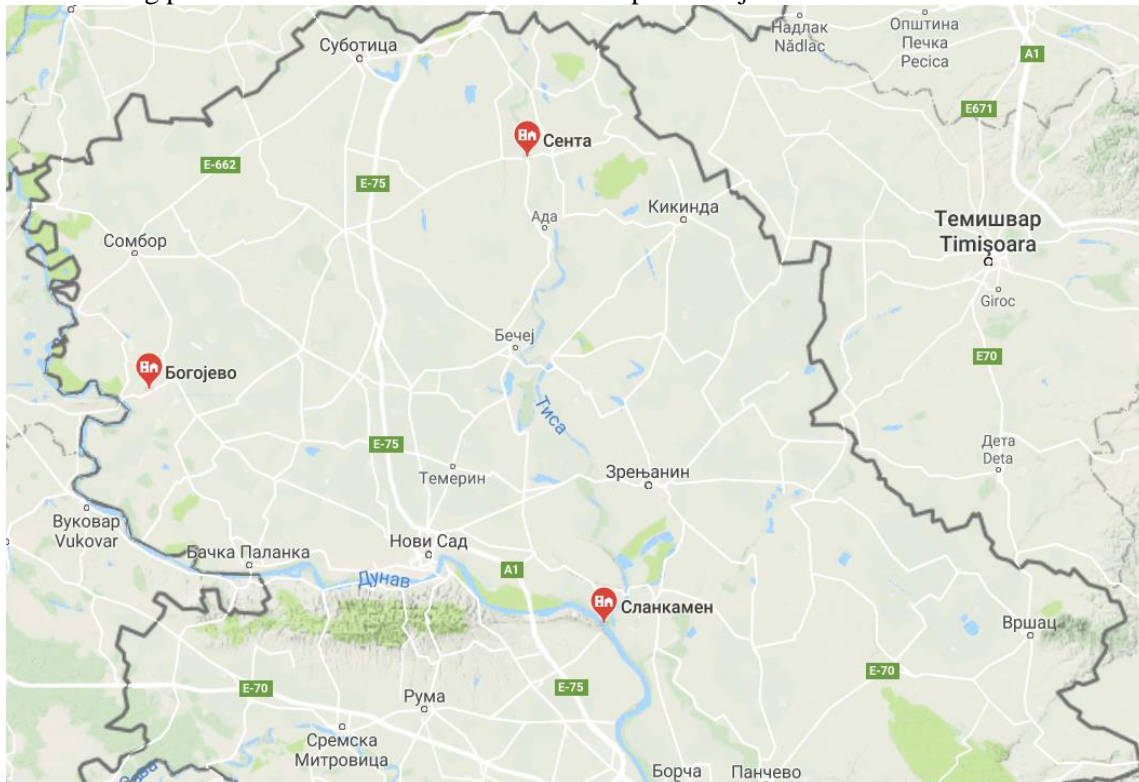 Надлак
Nădlac
Општина
Печка
Pecica
Суботица
A1
E671
Сента
E-662
E-75
Ада
Кикинда
Сомбор
Темишвар
Timișoara
Giroc
Бечеј
E70
Богојево
Тиса
E-75
Дета
Deta
Темерин
Зрењанин
Вуковар
Vukovar
Нови Сад
Бачка Паланка
A1
Дунав
Сланкамен
Вршац
E-70
E-70
E-75
Рума
Сремска
Митровица
Борча
Панчево